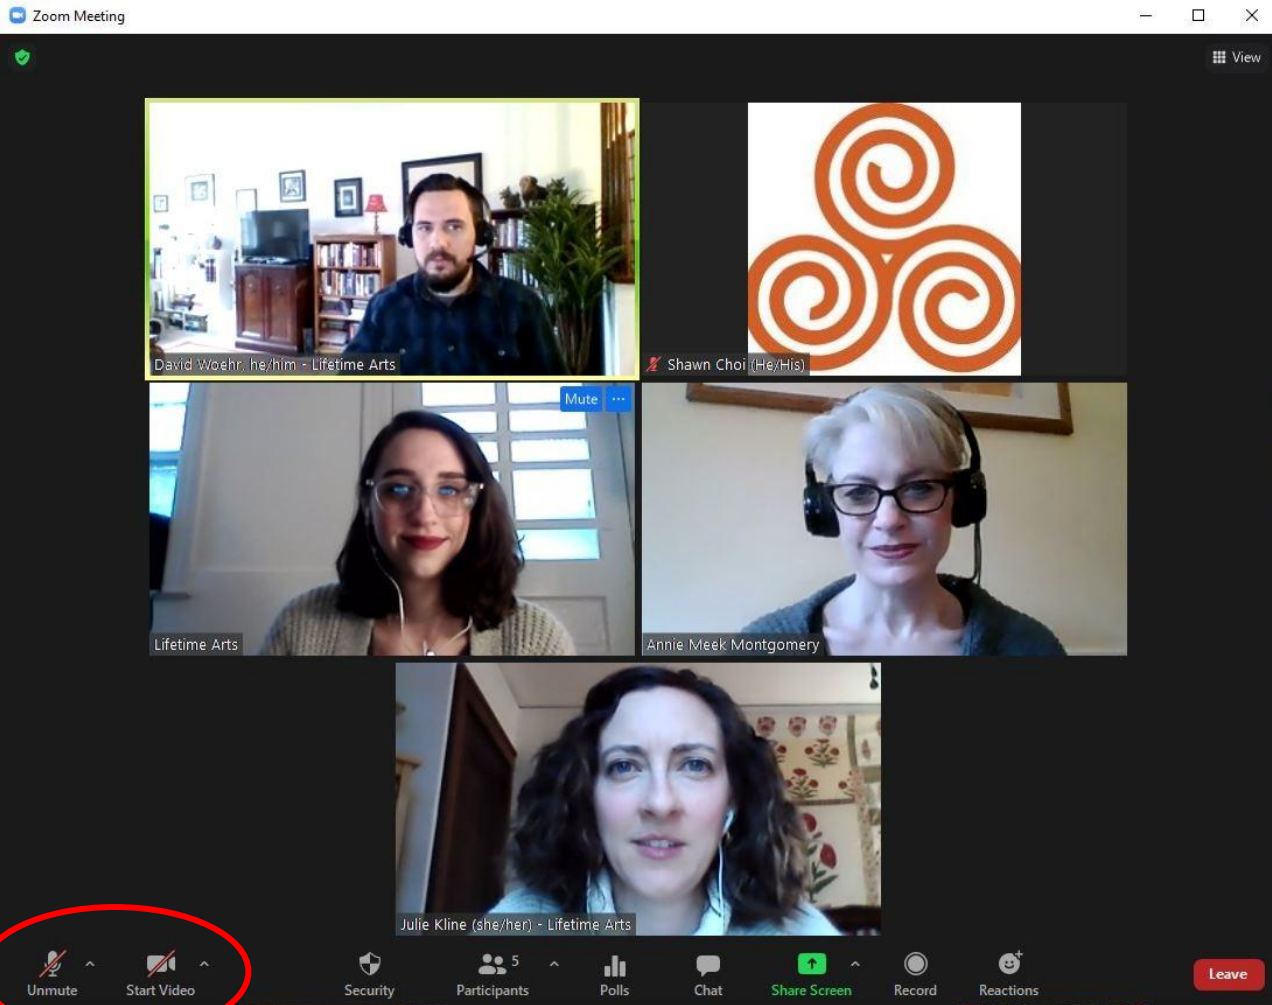 Zoom Meeting
View
David Woehr, he/him - Lifetime Arts
Shawn Choi (He/His)
Mute ...
Lifetime Arts
Annie Meek Montgomery
Julie Kline (she/her) - Lifetime Arts
5
Unmute Start Video Security Participants Polls Chat Share Screen Record Reactions Leave